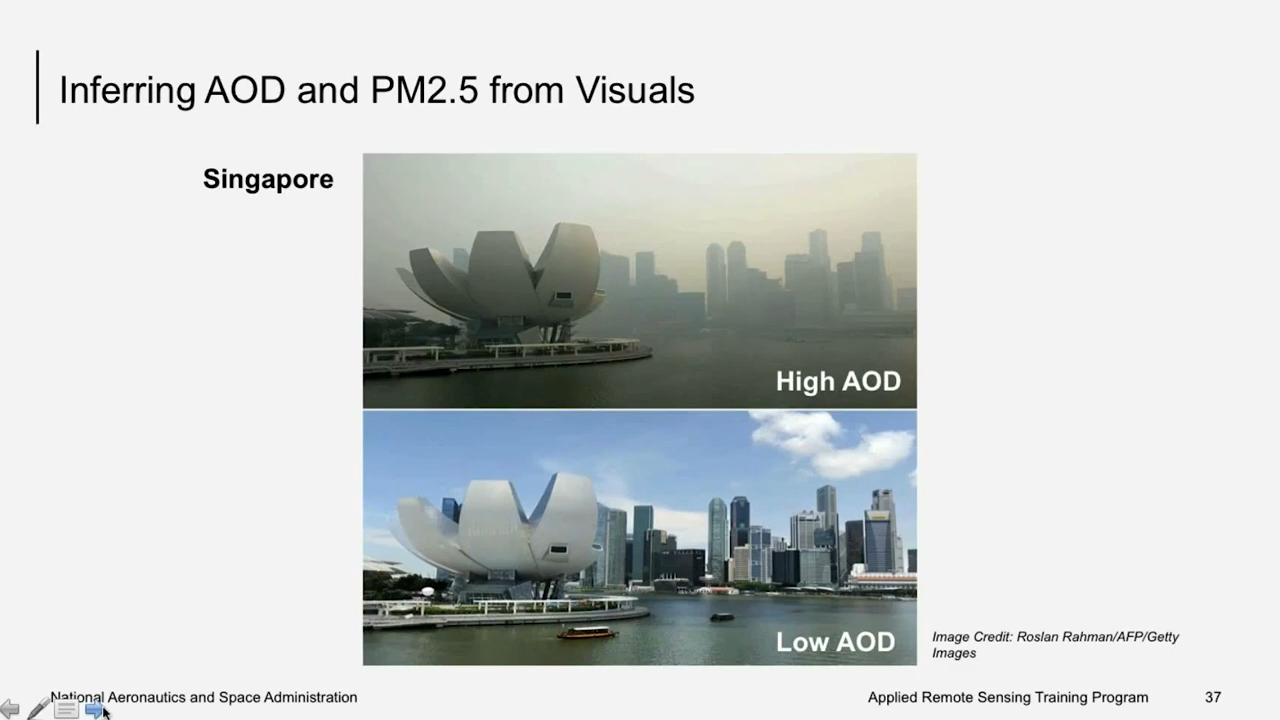 Inferring AOD and PM2.5 from Visuals
Singapore
High AOD
Low AOD
Image Credit: Roslan Rahman/AFP/Getty
Images
National Aeronautics and Space Administration
Applied Remote Sensing Training Program
37